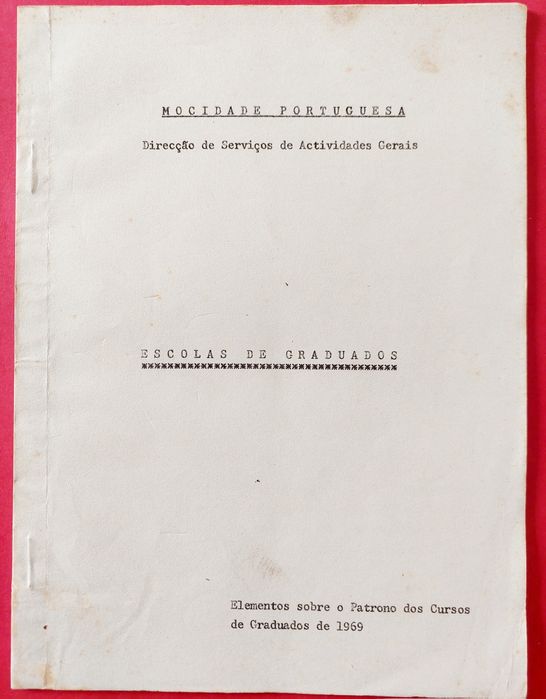 MOCIDADE PORTUGUESA
Direcção de Serviços de Actividades Gerais
ESCOLAS DE GRADUADOS
Elementos sobre o Patrono dos Cursos
de Graduados de 1969